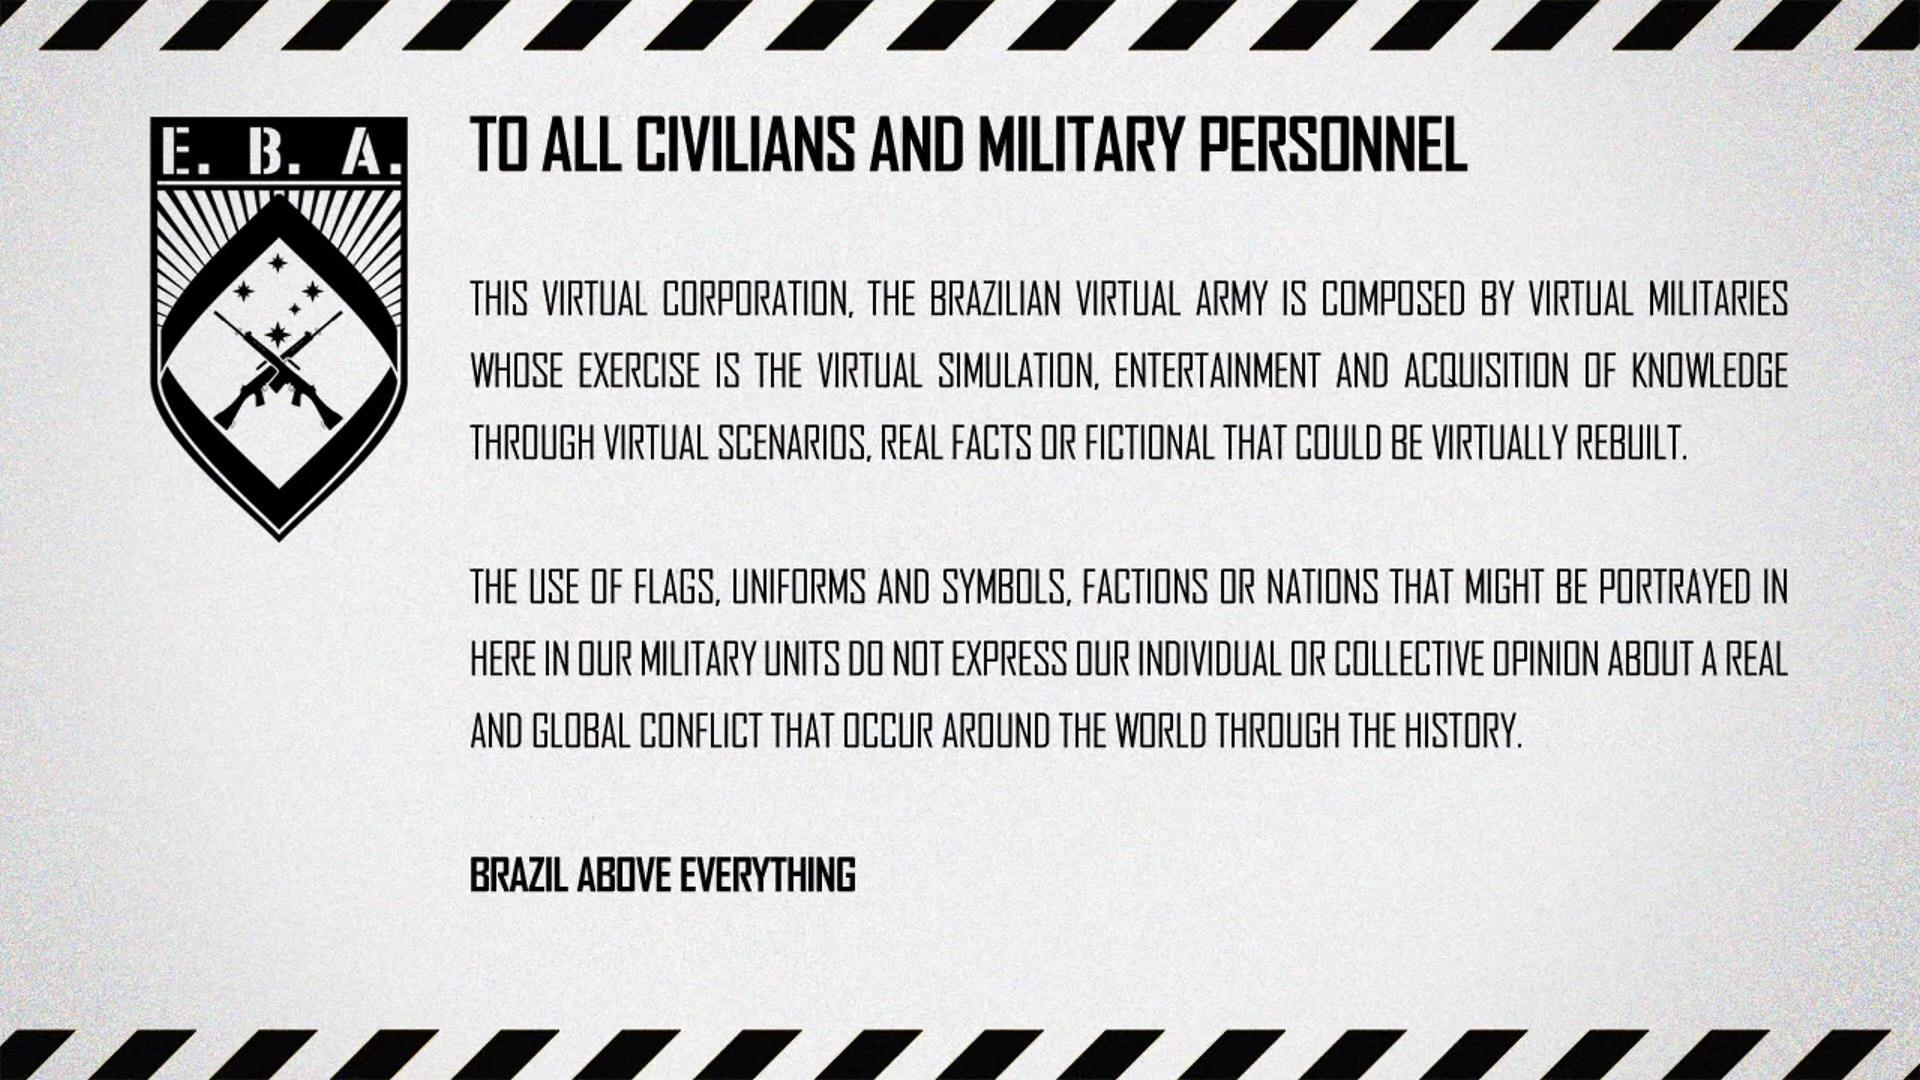 E. B. A.
TO ALL CIVILIANS AND MILITARY PERSONNEL
THIS VIRTUAL CORPORATION, THE BRAZILIAN VIRTUAL ARMY IS COMPOSED BY VIRTUAL MILITARIES
WHOSE EXERCISE IS THE VIRTUAL SIMULATION, ENTERTAINMENT AND ACQUISITION OF KNOWLEDGE
THROUGH VIRTUAL SCENARIOS, REAL FACTS OR FICTIONAL THAT COULD BE VIRTUALLY REBUILT.
THE USE OF FLAGS, UNIFORMS AND SYMBOLS, FACTIONS OR NATIONS THAT MIGHT BE PORTRAYED IN
HERE IN OUR MILITARY UNITS DO NOT EXPRESS OUR INDIVIDUAL OR COLLECTIVE OPINION ABOUT A REAL
AND GLOBAL CONFLICT THAT OCCUR AROUND THE WORLD THROUGH THE HISTORY.
BRAZIL ABOVE EVERYTHING